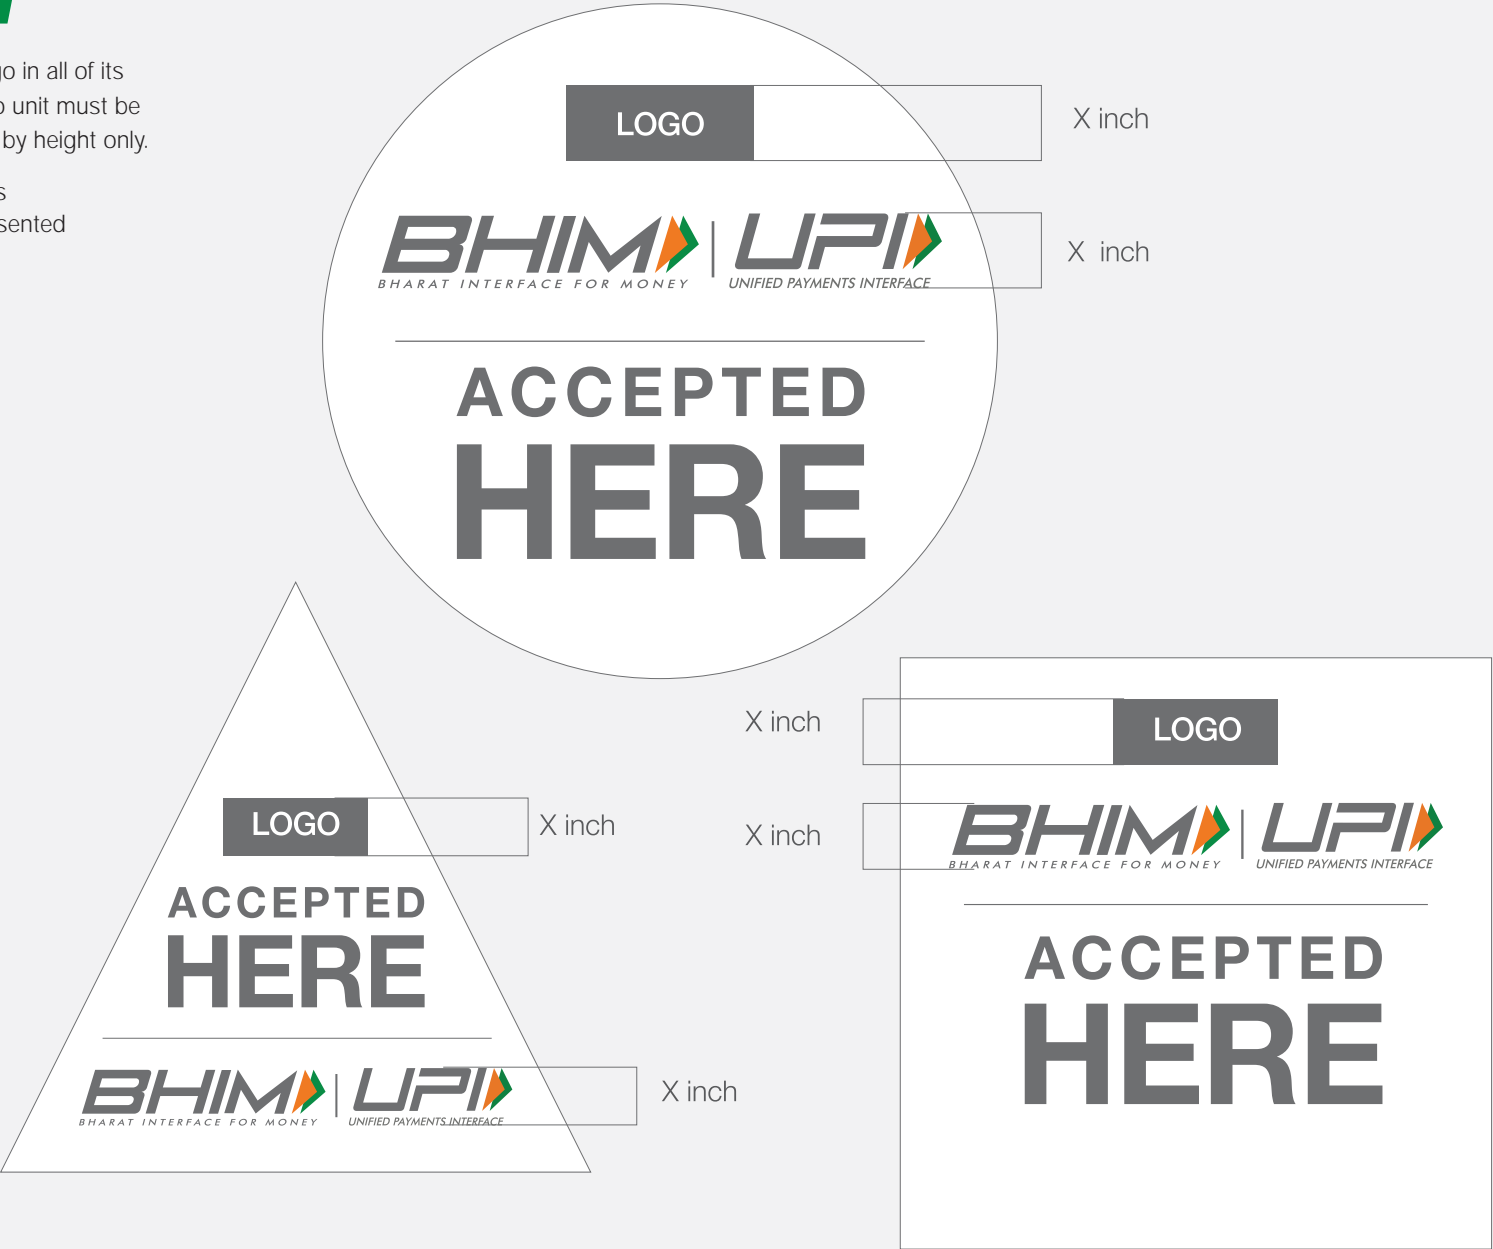 go in all of its
unit must be
by height only.
s
sented
LOGO
X inch
BHIM UPI
BHARAT INTERFACE FOR MONEY UNIFIED PAYMENTS INTERFACE
X inch
ACCEPTED
HERE
LOGO
X inch
ACCEPTED
HERE
BHIM UPI
BHARAT INTERFACE FOR MONEY UNIFIED PAYMENTS INTERFACE
X inch
X inch
LOGO
X inch
BHIM UPI
BHARAT INTERFACE FOR MONEY UNIFIED PAYMENTS INTERFACE
ACCEPTED
HERE